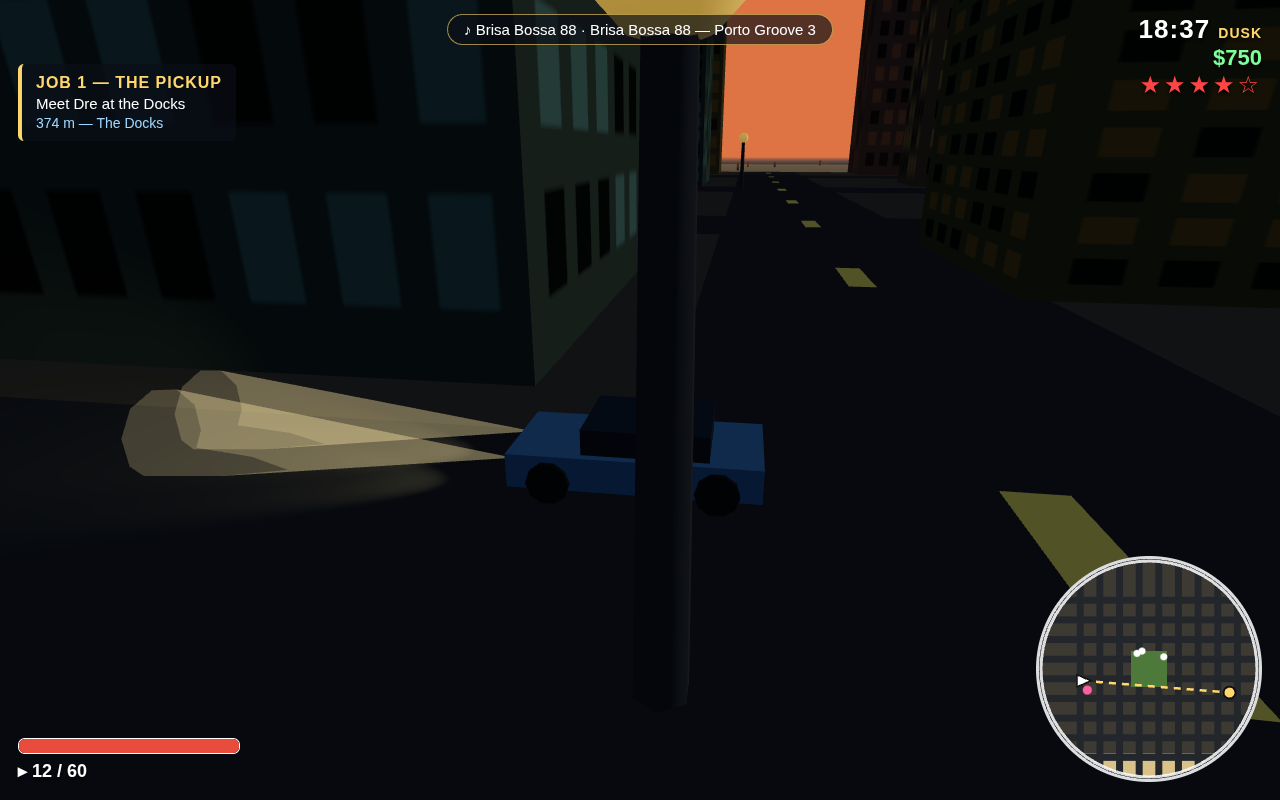 ♪ Brisa Bossa 88 · Brisa Bossa 88 — Porto Groove 3
18:37 DUSK
$750
★★★★☆
JOB 1 — THE PICKUP
Meet Dre at the Docks
374 m — The Docks
▸ 12 / 60